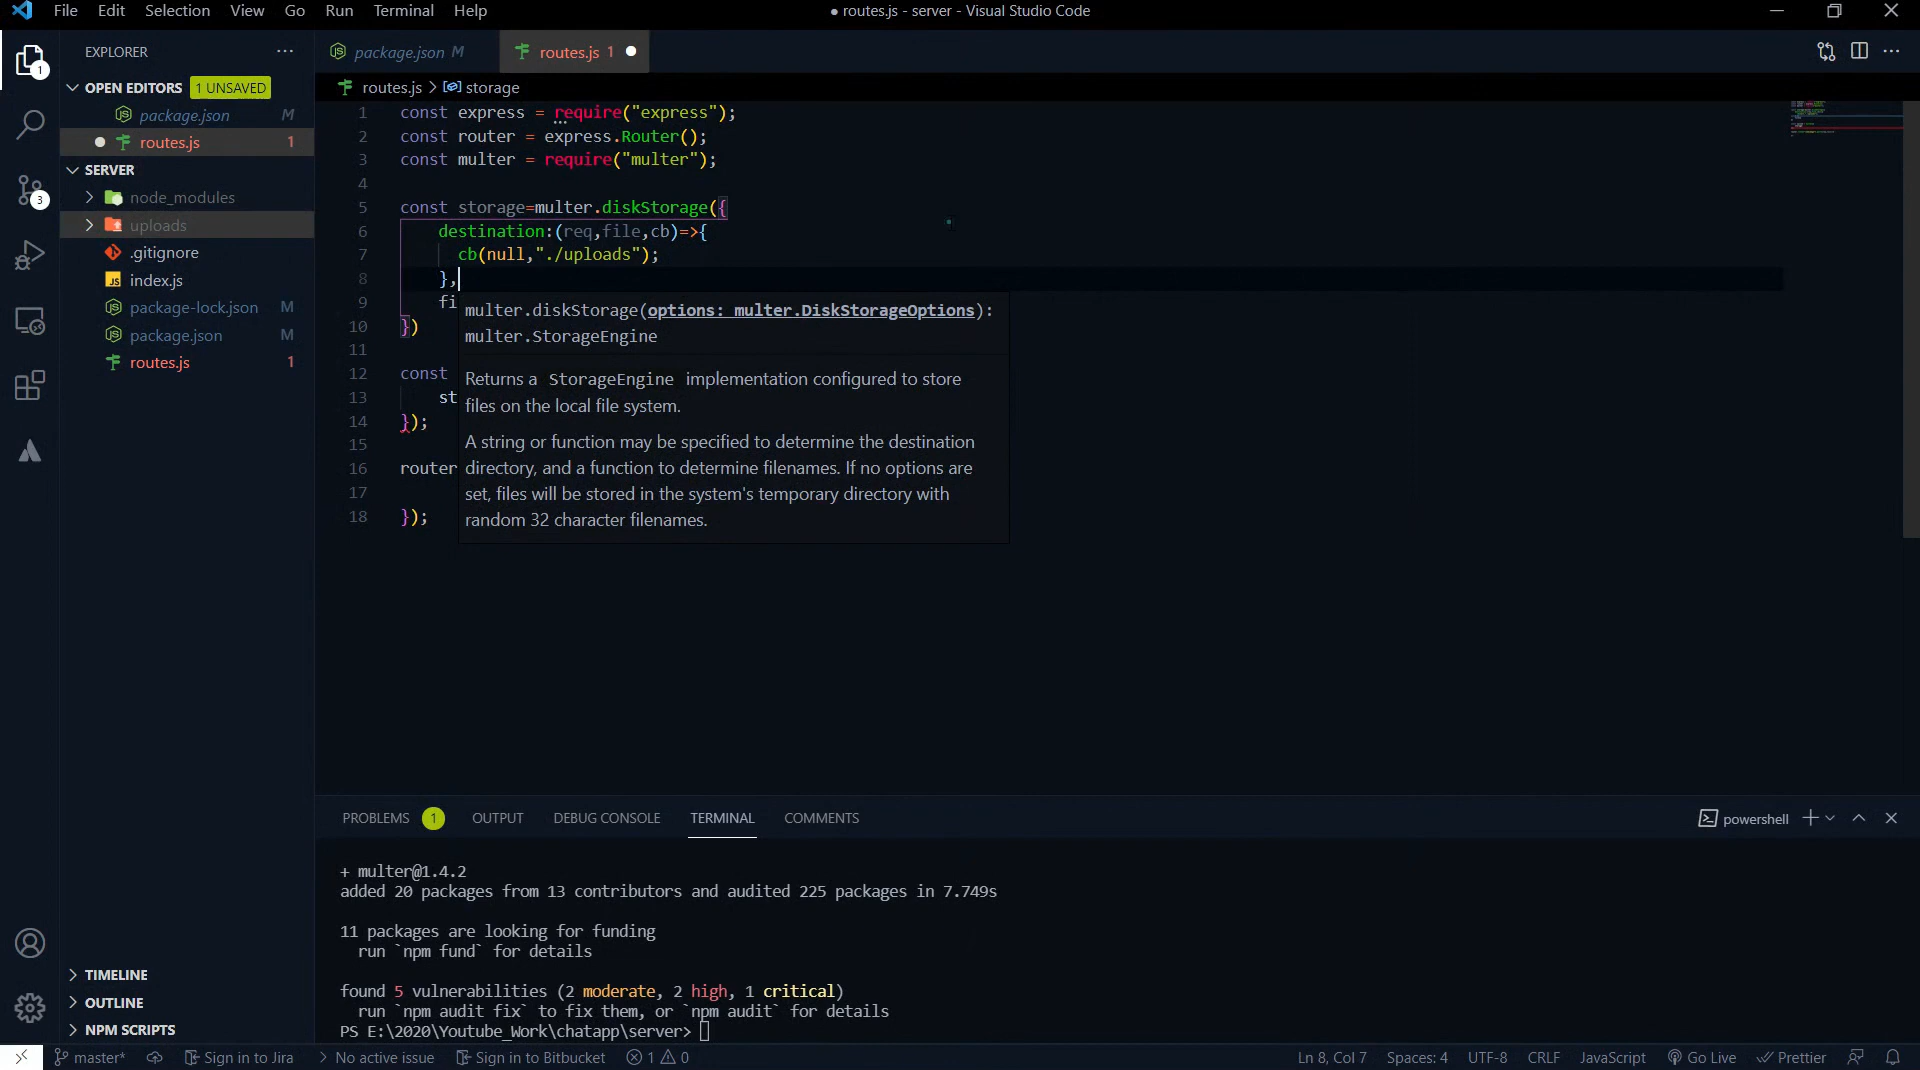 File Edit Selection View Go Run Terminal Help
● routes.js - server - Visual Studio Code
EXPLORER
OPEN EDITORS 1 UNSAVED
package.json M
routes.js 1
SERVER
node_modules
uploads
.gitignore
index.js
package-lock.json M
package.json M
routes.js 1
TIMELINE
OUTLINE
NPM SCRIPTS
1
3
package.json M routes.js 1
routes.js > storage
1 const express = require("express");
2 const router = express.Router();
3 const multer = require("multer");
4
5 const storage=multer.diskStorage({
6 destination:(req,file,cb)=>{
7 cb(null,"./uploads");
8 },
9 fi
10 })
11
12 const
13 st
14 });
15
16 router
17
18 });
multer.diskStorage(options: multer.DiskStorageOptions):
multer.StorageEngine
Returns a StorageEngine implementation configured to store
files on the local file system.
A string or function may be specified to determine the destination
directory, and a function to determine filenames. If no options are
set, files will be stored in the system's temporary directory with
random 32 character filenames.
PROBLEMS 1 OUTPUT DEBUG CONSOLE TERMINAL COMMENTS
powershell
+ multer@1.4.2
added 20 packages from 13 contributors and audited 225 packages in 7.749s
11 packages are looking for funding
run `npm fund` for details
found 5 vulnerabilities (2 moderate, 2 high, 1 critical)
run `npm audit fix` to fix them, or `npm audit` for details
PS E:\2020\Youtube_Work\chatapp\server>
master* Sign in to Jira No active issue Sign in to Bitbucket 1 0
Ln 8, Col 7 Spaces: 4 UTF-8 CRLF JavaScript Go Live Prettier